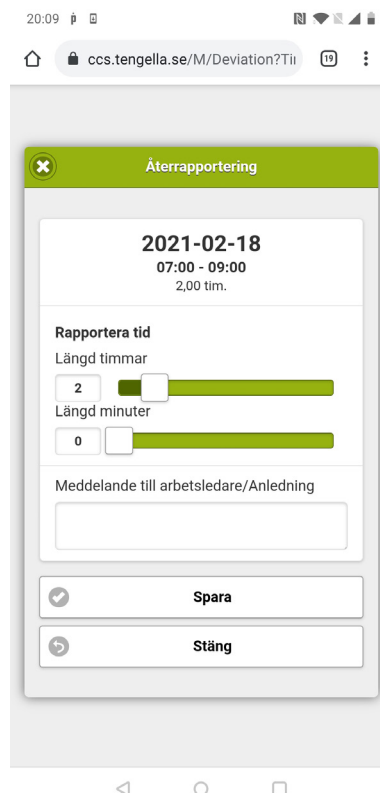 20:09
ccs.tengella.se/M/Deviation?Ti
19
Återrapportering
2021-02-18
07:00 - 09:00
2,00 tim.
Rapportera tid
Längd timmar
2
Längd minuter
0
Meddelande till arbetsledare/Anledning
Spara
Stäng